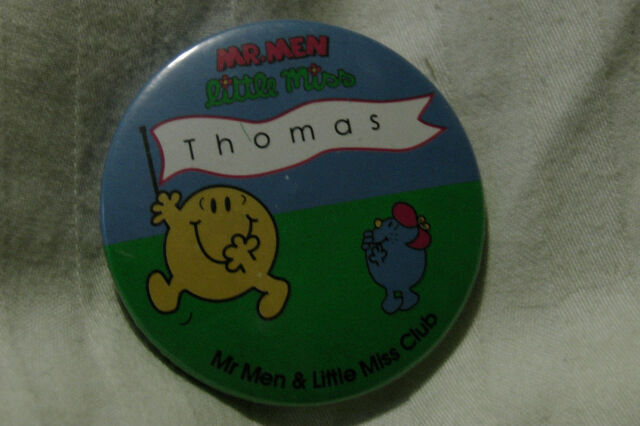 MR.MEN
little Miss
Thomas
Mr Men & Little Miss Club